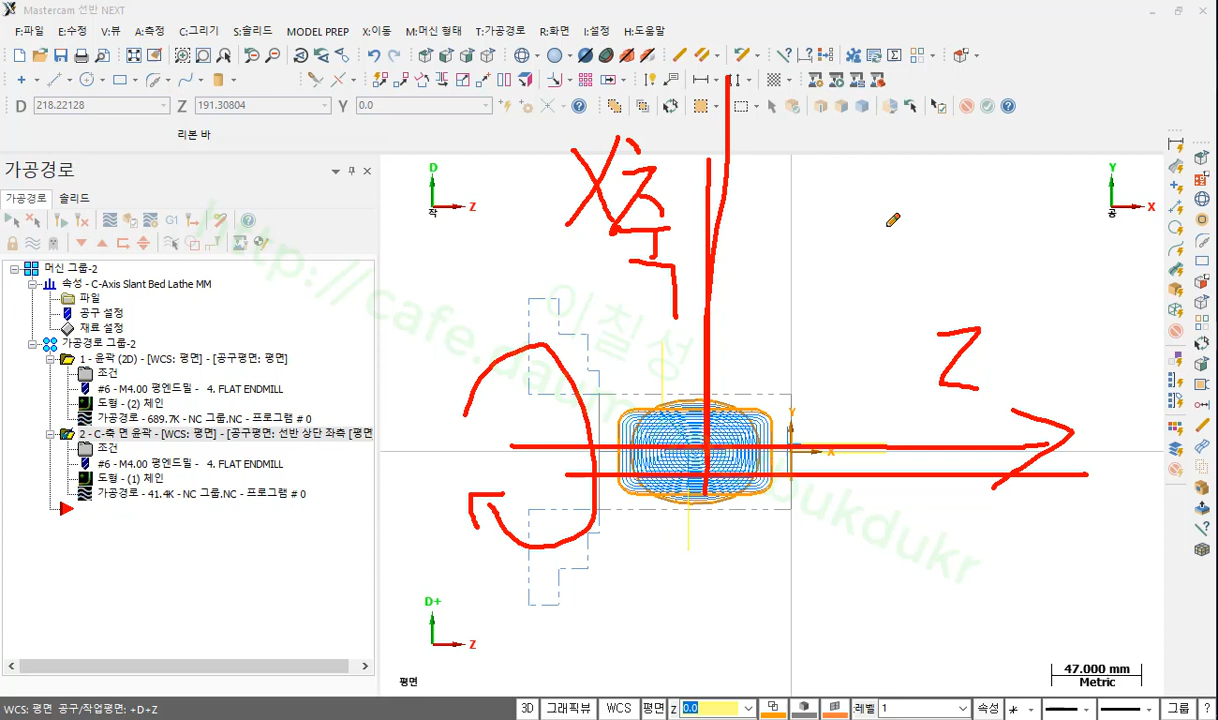 Mastercam 선반 NEXT
F:파일 E:수정 V:뷰 A:측정 C:그리기 S:솔리드 MODEL PREP X:이동 M:머신 형태 T:가공경로 R:화면 I:설정 H:도움말
D 218.22128 Z 191.30804 Y 0.0
리본 바
가공경로
가공경로 솔리드
G1
머신 그룹-2
속성 - C-Axis Slant Bed Lathe MM
파일
공구 설정
재료 설정
가공경로 그룹-2
1 - 윤곽 (2D) - [WCS: 평면] - [공구평면: 평면]
조건
#6 - M4.00 평엔드밀 - 4. FLAT ENDMILL
도형 - (2) 체인
가공경로 - 689.7K - NC 그룹.NC - 프로그램 # 0
2 - C-축 면 윤곽 - [WCS: 평면] - [공구평면: 선반 상단 좌측 [평면
조건
#6 - M4.00 평엔드밀 - 4. FLAT ENDMILL
도형 - (1) 체인
가공경로 - 41.4K - NC 그룹.NC - 프로그램 # 0
D
Z
작
Y
X
공
X축
Z
Y
X
http://cafe.daum
이칠성
bukdukr
D+
Z
평면
47.000 mm
Metric
WCS: 평면 공구/작업평면: +D+Z
3D 그래픽뷰 WCS 평면 Z 0.0 레벨 1 속성 그룹 ?